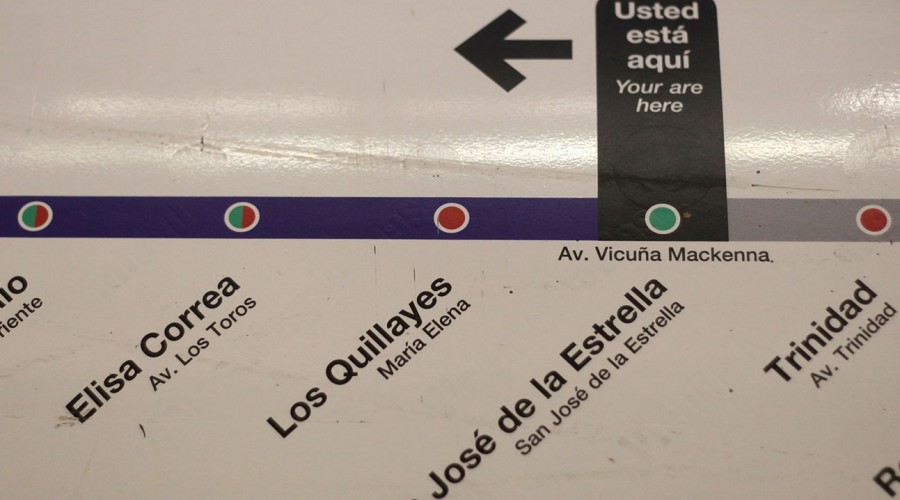 Usted
está
aquí
Your are
here
Av. Vicuña Mackenna
Elisa Correa
Av. Los Toros
Los Quillayes
María Elena
José de la Estrella
San José de la Estrella
Trinidad
Av. Trinidad